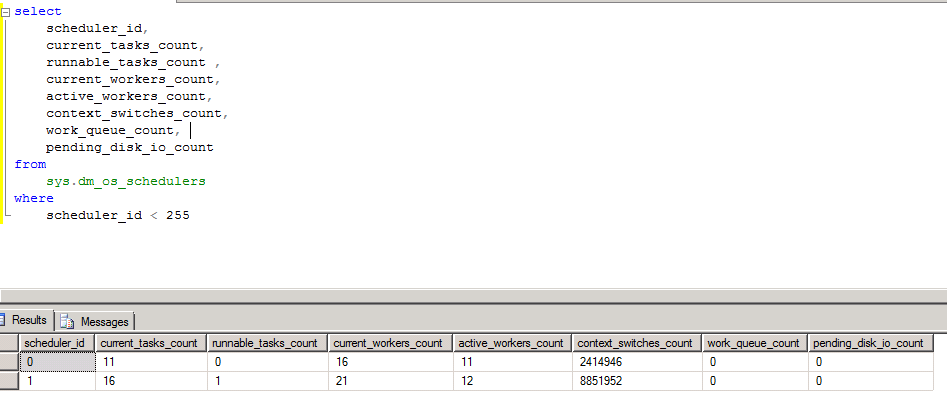 select
scheduler_id,
current_tasks_count,
runnable_tasks_count ,
current_workers_count,
active_workers_count,
context_switches_count,
work_queue_count,
pending_disk_io_count
from
sys.dm_os_schedulers
where
scheduler_id < 255
Results Messages
scheduler_id current_tasks_count runnable_tasks_count current_workers_count active_workers_count context_switches_count work_queue_count pending_disk_io_count
0 11 0 16 11 2414946 0 0
1 16 1 21 12 8851952 0 0